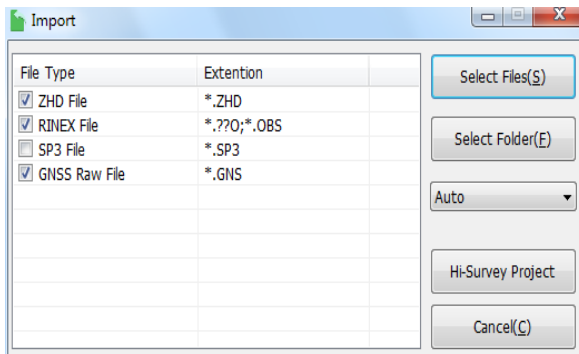 Import
File Type Extention
ZHD File *.ZHD
RINEX File *.??O;*.OBS
SP3 File *.SP3
GNSS Raw File *.GNS
Select Files(S)
Select Folder(F)
Auto
Hi-Survey Project
Cancel(C)